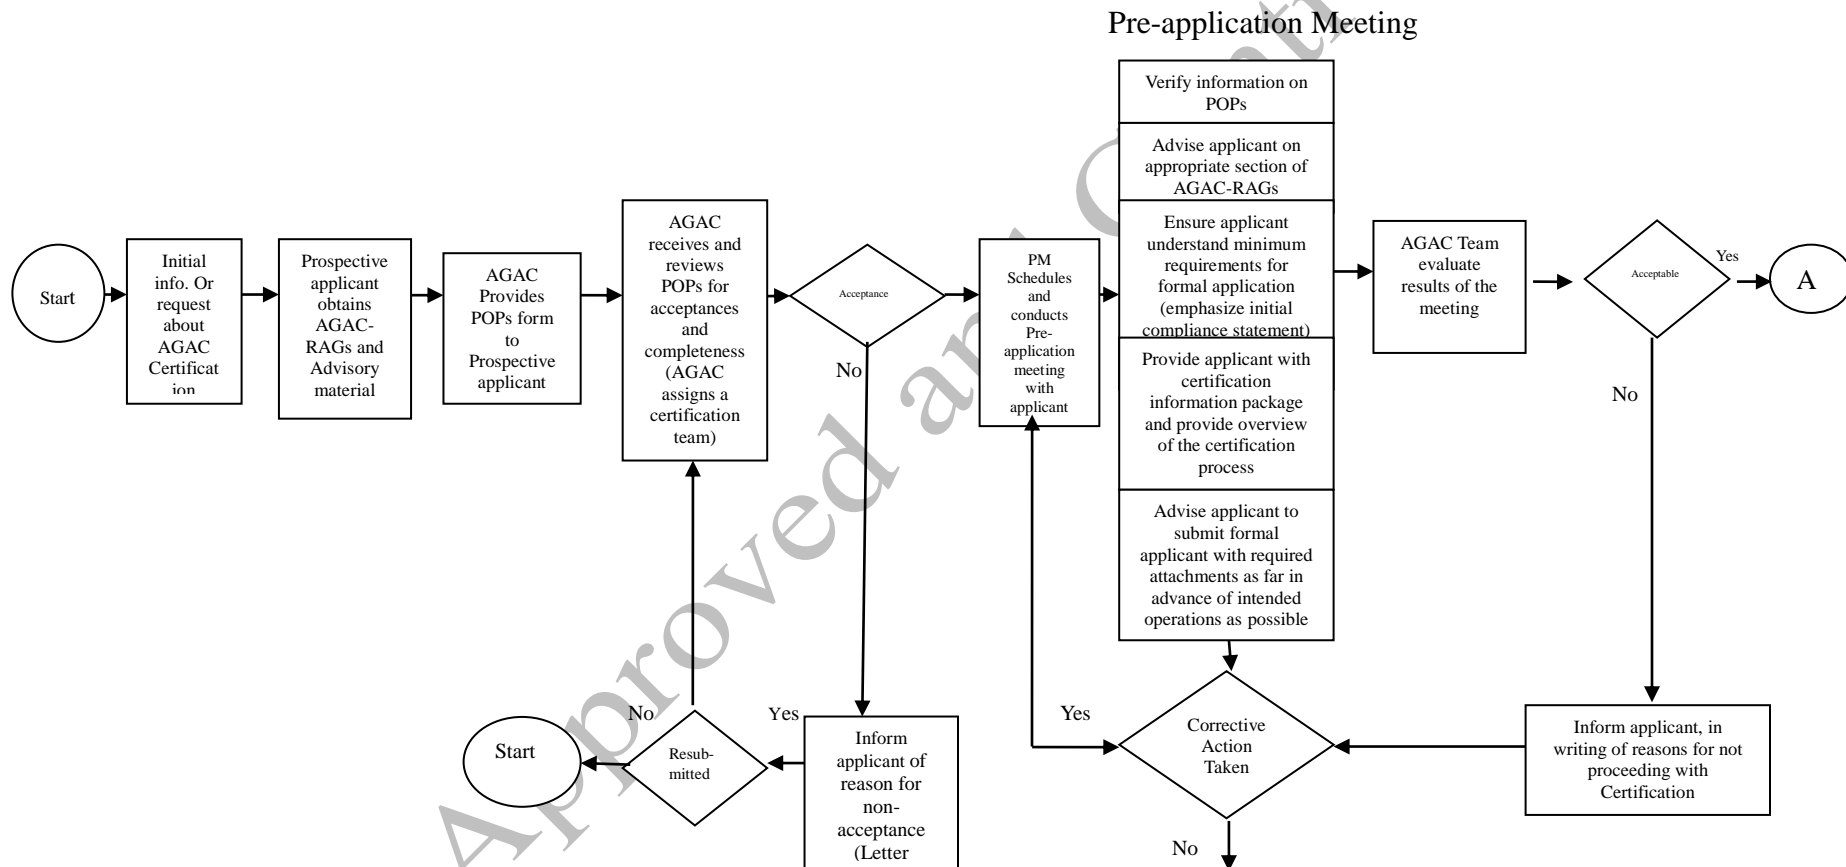 Pre-application Meeting
Start
Initial
info. Or
request
about
AGAC
Certificat
ion
Prospective
applicant
obtains
AGAC-
RAGs and
Advisory
material
AGAC
Provides
POPs form
to
Prospective
applicant
AGAC
receives and
reviews
POPs for
acceptances
and
completeness
(AGAC
assigns a
certification
team)
Acceptance
No
PM
Schedules
and
conducts
Pre-
application
meeting
with
applicant
Verify information on
POPs
Advise applicant on
appropriate section of
AGAC-RAGs
Ensure applicant
understand minimum
requirements for
formal application
(emphasize initial
compliance statement)
Provide applicant with
certification
information package
and provide overview
of the certification
process
Advise applicant to
submit formal
applicant with required
attachments as far in
advance of intended
operations as possible
AGAC Team
evaluate
results of the
meeting
Acceptable
Yes
A
No
Start
No
Resub-
mitted
Yes
Inform
applicant of
reason for
non-
acceptance
(Letter
Yes
Corrective
Action
Taken
No
Inform applicant, in
writing of reasons for not
proceeding with
Certification
Approved and